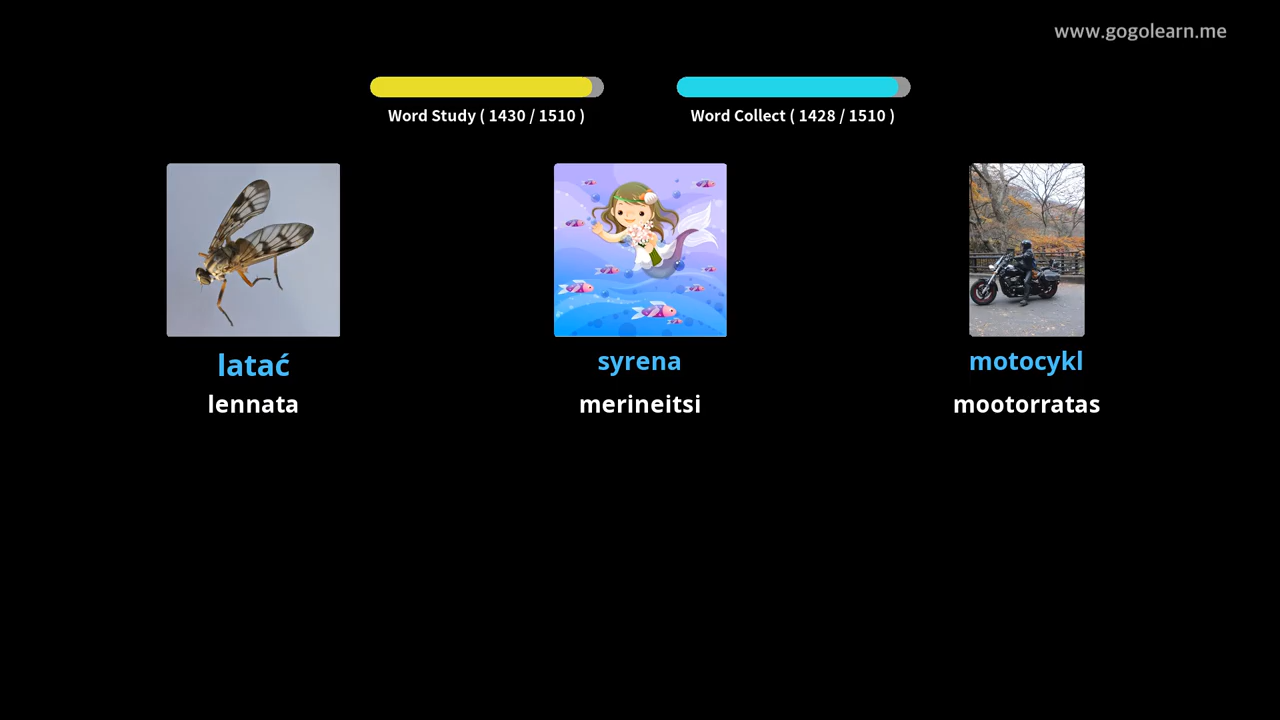 www.gogolearn.me
Word Study ( 1430 / 1510 )
Word Collect ( 1428 / 1510 )
latać
syrena
motocykl
lennata
merineitsi
mootorratas